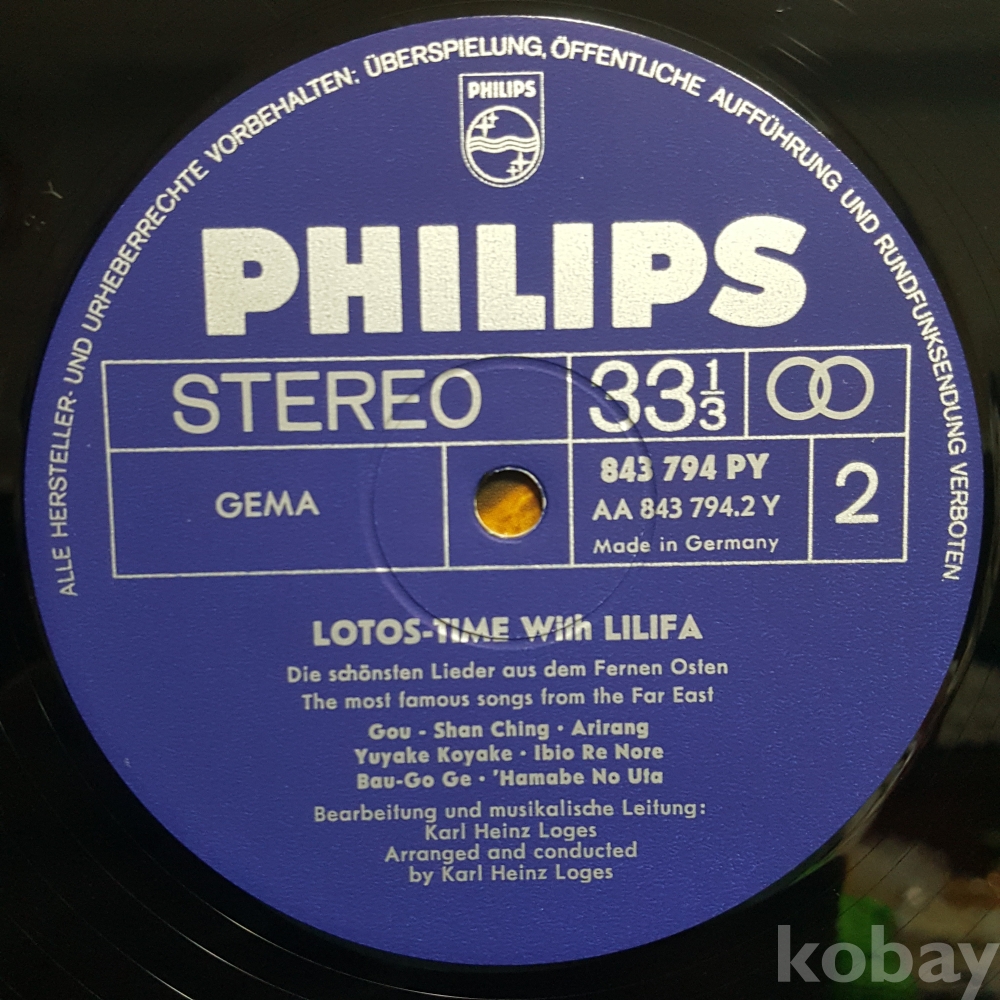 ALLE HERSTELLER- UND URHEBERRECHTE VORBEHALTEN; ÜBERSPIELUNG, ÖFFENTLICHE AUFFÜHRUNG UND RUNDFUNKSENDUNG VERBOTEN
PHILIPS
PHILIPS
STEREO
33 1/3
GEMA
843 794 PY
AA 843 794.2 Y
Made in Germany
2
LOTOS-TIME With LILIFA
Die schönsten Lieder aus dem Fernen Osten
The most famous songs from the Far East
Gou - Shan Ching · Arirang
Yuyake Koyake · Ibio Re Nore
Bau-Go Ge · 'Hamabe No Uta
Bearbeitung und musikalische Leitung:
Karl Heinz Loges
Arranged and conducted
by Karl Heinz Loges
kobay